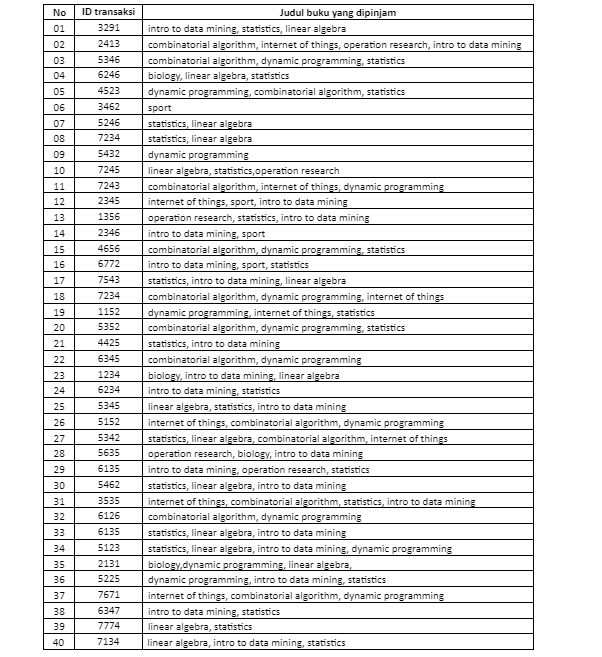 No ID transaksi Judul buku yang dipinjam
01 3291 intro to data mining, statistics, linear algebra
02 2413 combinatorial algorithm, internet of things, operation research, intro to data mining
03 5346 combinatorial algorithm, dynamic programming, statistics
04 6246 biology, linear algebra, statistics
05 4523 dynamic programming, combinatorial algorithm, statistics
06 3462 sport
07 5246 statistics, linear algebra
08 7234 statistics, linear algebra
09 5432 dynamic programming
10 7245 linear algebra, statistics,operation research
11 7243 combinatorial algorithm, internet of things, dynamic programming
12 2345 internet of things, sport, intro to data mining
13 1356 operation research, statistics, intro to data mining
14 2346 intro to data mining, sport
15 4656 combinatorial algorithm, dynamic programming, statistics
16 6772 intro to data mining, sport, statistics
17 7543 statistics, intro to data mining, linear algebra
18 7234 combinatorial algorithm, dynamic programming, internet of things
19 1152 dynamic programming, internet of things, statistics
20 5352 combinatorial algorithm, dynamic programming, statistics
21 4425 statistics, intro to data mining
22 6345 combinatorial algorithm, dynamic programming
23 1234 biology, intro to data mining, linear algebra
24 6234 intro to data mining, statistics
25 5345 linear algebra, statistics, intro to data mining
26 5152 internet of things, combinatorial algorithm, dynamic programming
27 5342 statistics, linear algebra, combinatorial algorithm, internet of things
28 5635 operation research, biology, intro to data mining
29 6135 intro to data mining, operation research, statistics
30 5462 statistics, linear algebra, intro to data mining
31 3535 internet of things, combinatorial algorithm, statistics, intro to data mining
32 6126 combinatorial algorithm, dynamic programming
33 6135 statistics, linear algebra, intro to data mining
34 5123 statistics, linear algebra, intro to data mining, dynamic programming
35 2131 biology,dynamic programming, linear algebra,
36 5225 dynamic programming, intro to data mining, statistics
37 7671 internet of things, combinatorial algorithm, dynamic programming
38 6347 intro to data mining, statistics
39 7774 linear algebra, statistics
40 7134 linear algebra, intro to data mining, statistics